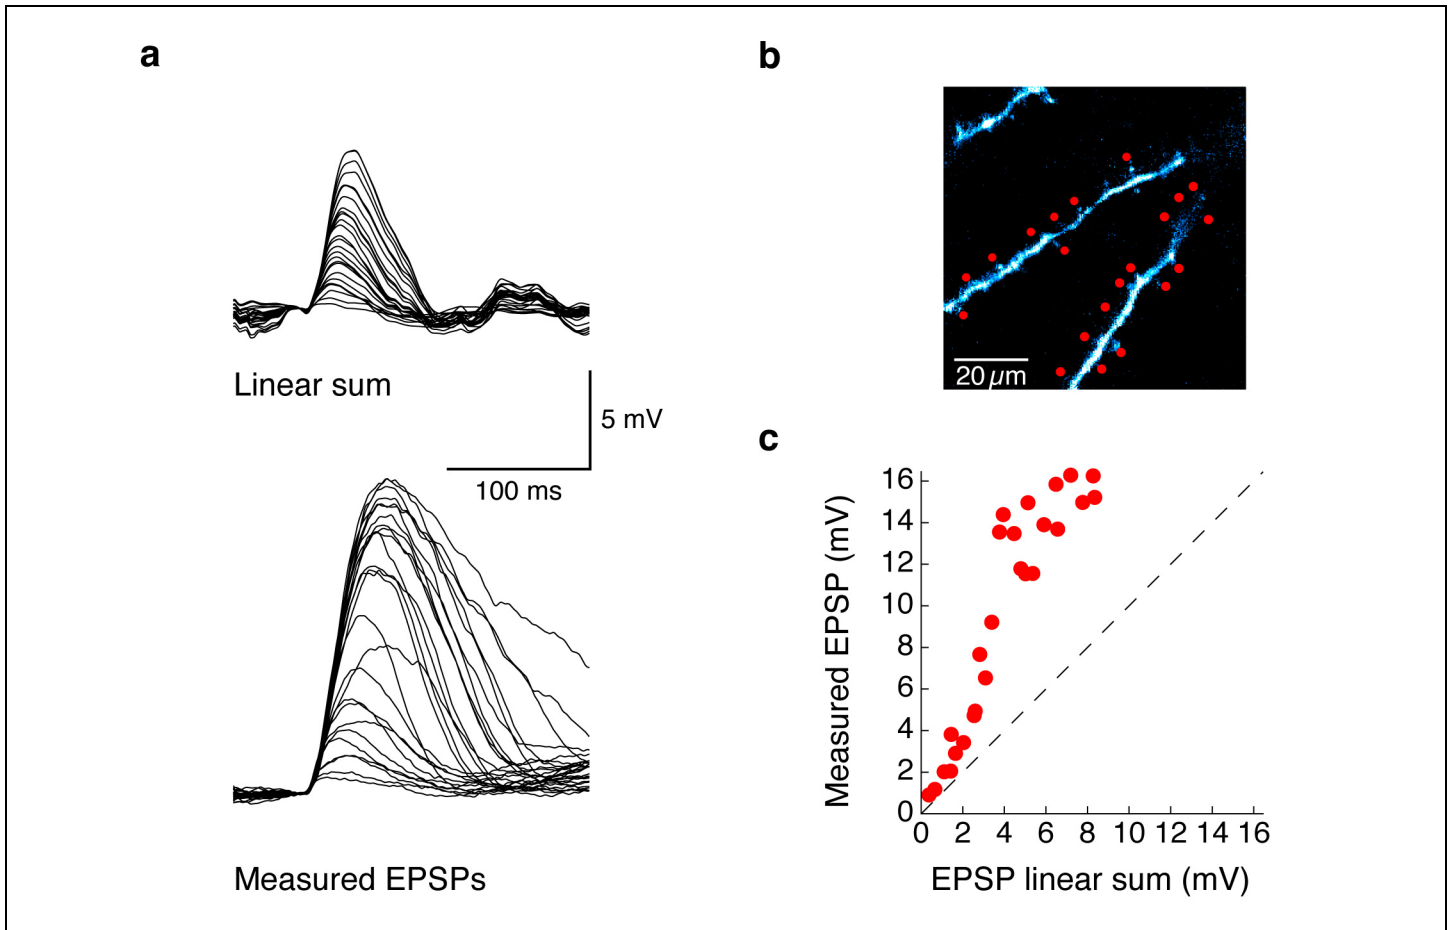 a
Linear sum
5 mV
100 ms
Measured EPSPs
b
20 µm
c
Measured EPSP (mV)
16
14
12
10
8
6
4
2
0
0 2 4 6 8 10 12 14 16
EPSP linear sum (mV)